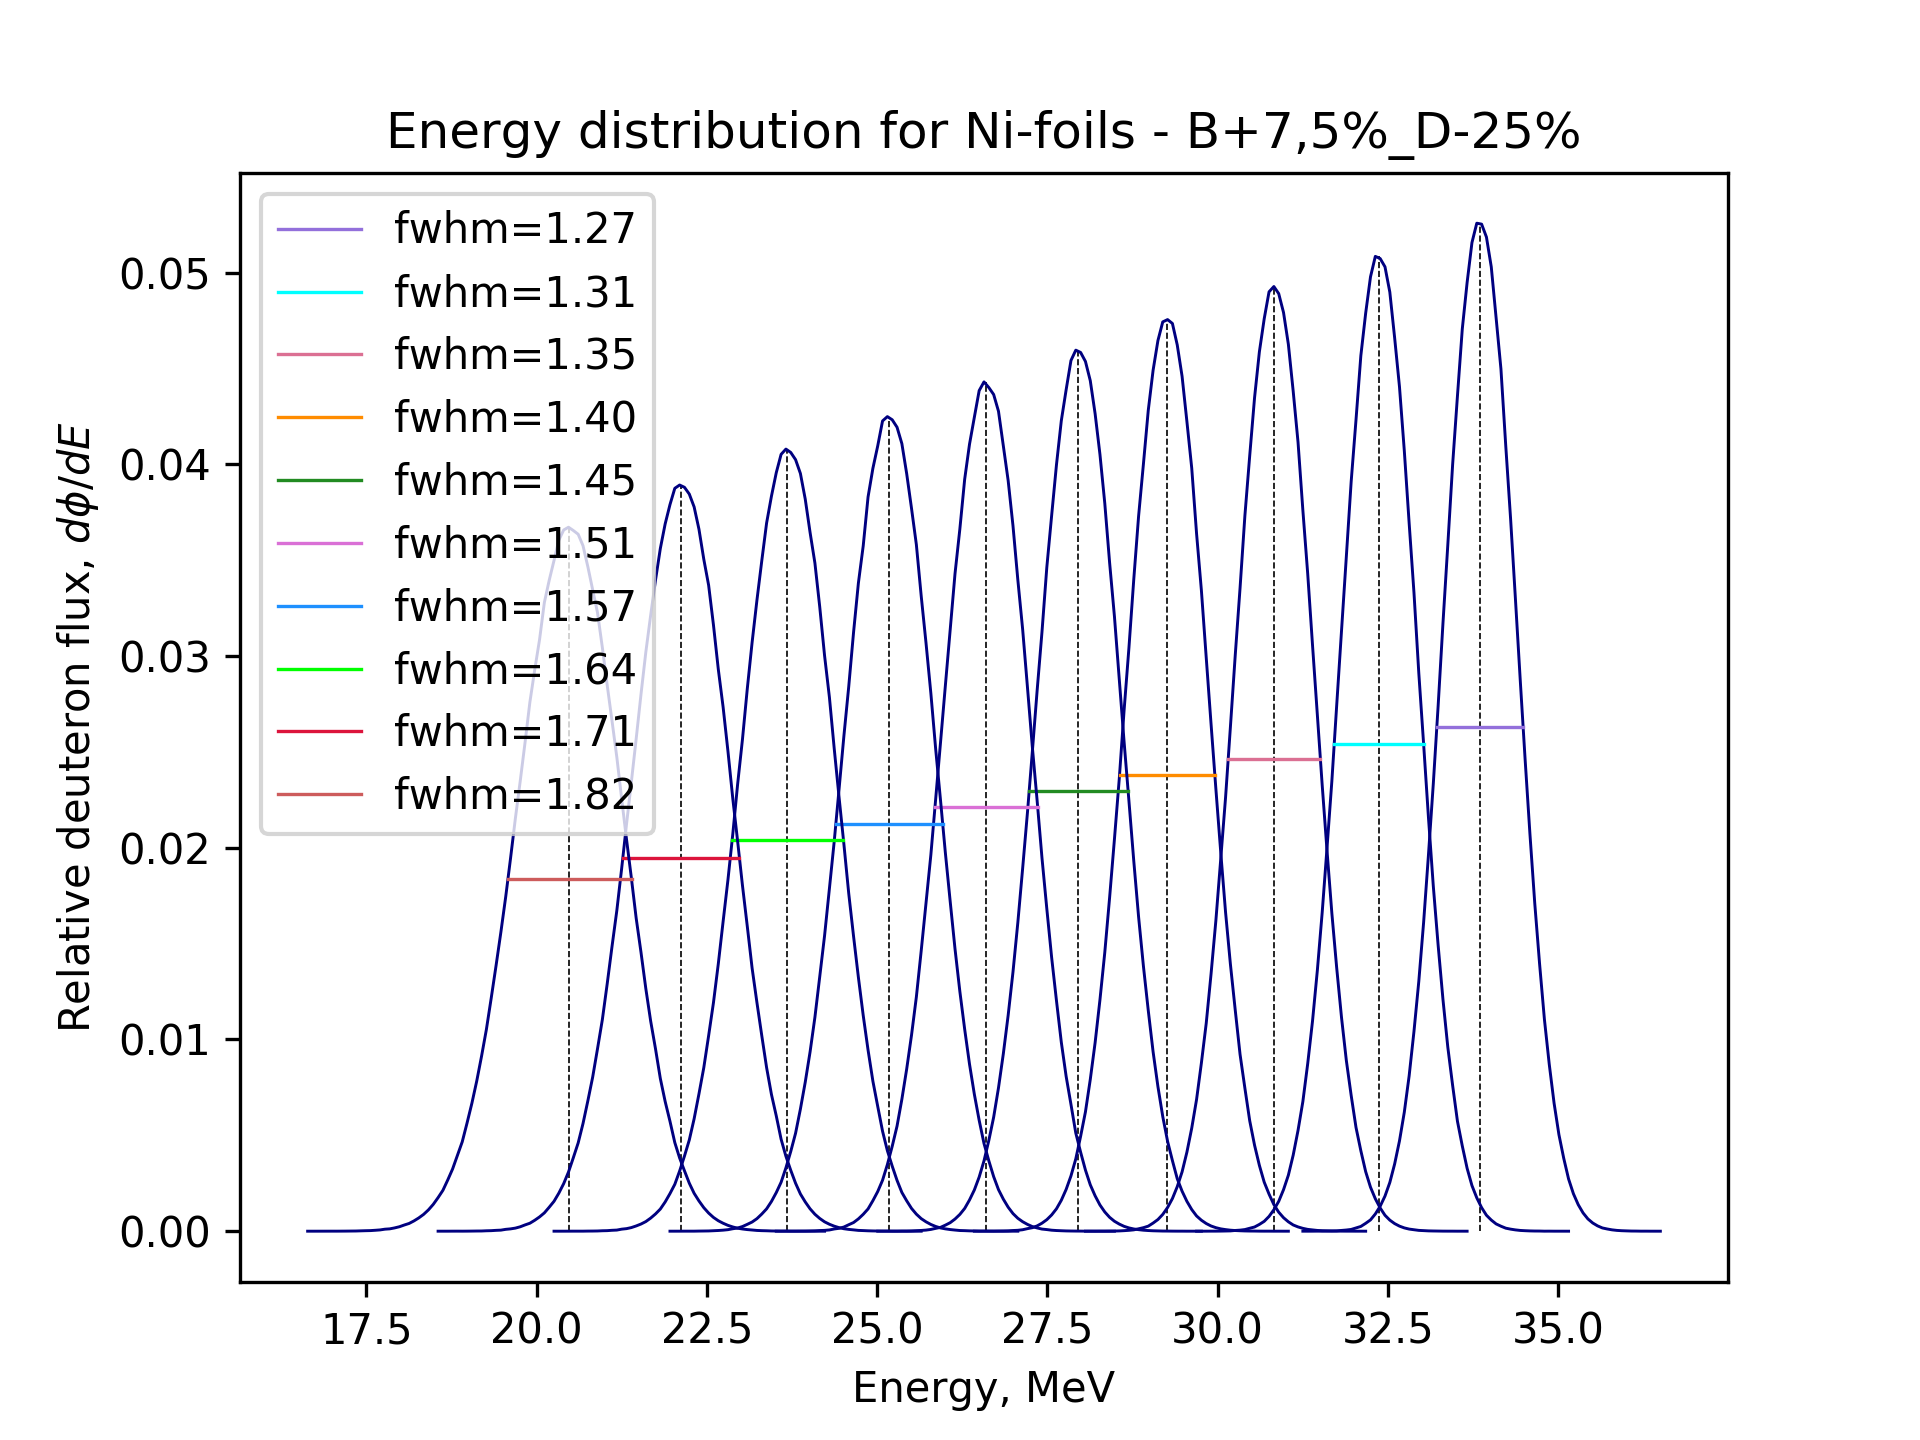 Energy distribution for Ni-foils - B+7,5%_D-25%
fwhm=1.27
fwhm=1.31
fwhm=1.35
fwhm=1.40
fwhm=1.45
fwhm=1.51
fwhm=1.57
fwhm=1.64
fwhm=1.71
fwhm=1.82
Relative deuteron flux, dϕ/dE
0.05
0.04
0.03
0.02
0.01
0.00
17.5 20.0 22.5 25.0 27.5 30.0 32.5 35.0
Energy, MeV